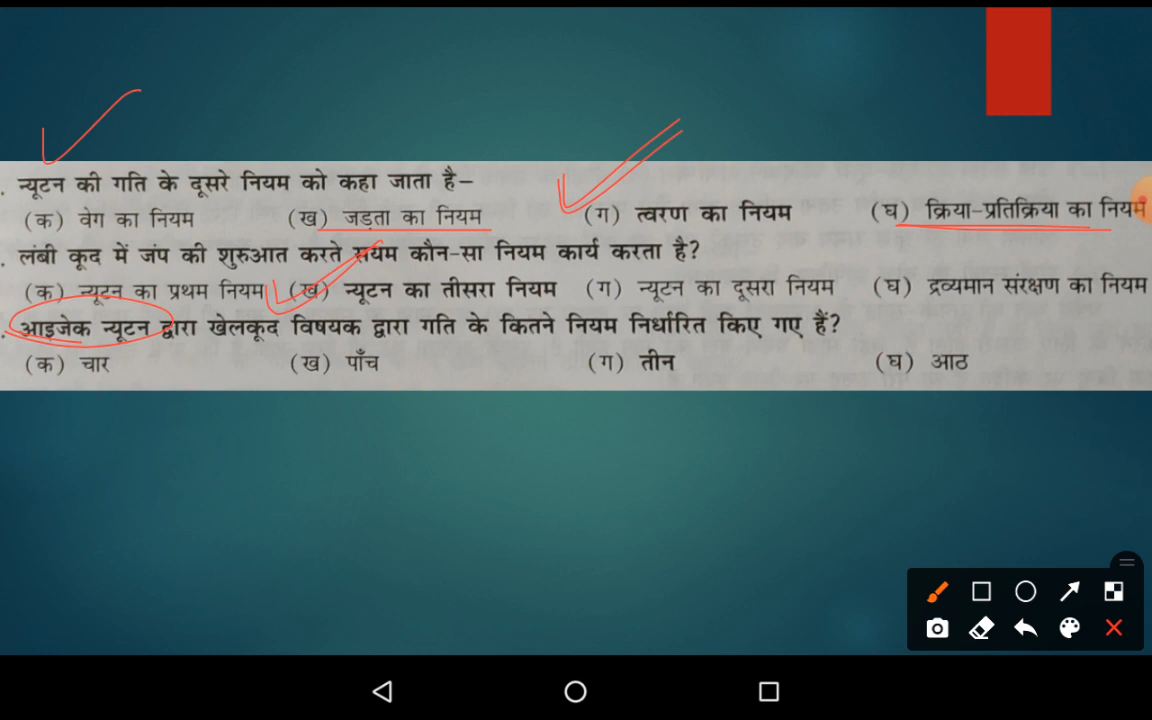 . न्यूटन की गति के दूसरे नियम को कहा जाता है–
(क) वेग का नियम (ख) जड़ता का नियम (ग) त्वरण का नियम (घ) क्रिया-प्रतिक्रिया का नियम
. लंबी कूद में जंप की शुरुआत करते सयम कौन-सा नियम कार्य करता है?
(क) न्यूटन का प्रथम नियम (ख) न्यूटन का तीसरा नियम (ग) न्यूटन का दूसरा नियम (घ) द्रव्यमान संरक्षण का नियम
. आइजेक न्यूटन द्वारा खेलकूद विषयक द्वारा गति के कितने नियम निर्धारित किए गए हैं?
(क) चार (ख) पाँच (ग) तीन (घ) आठ